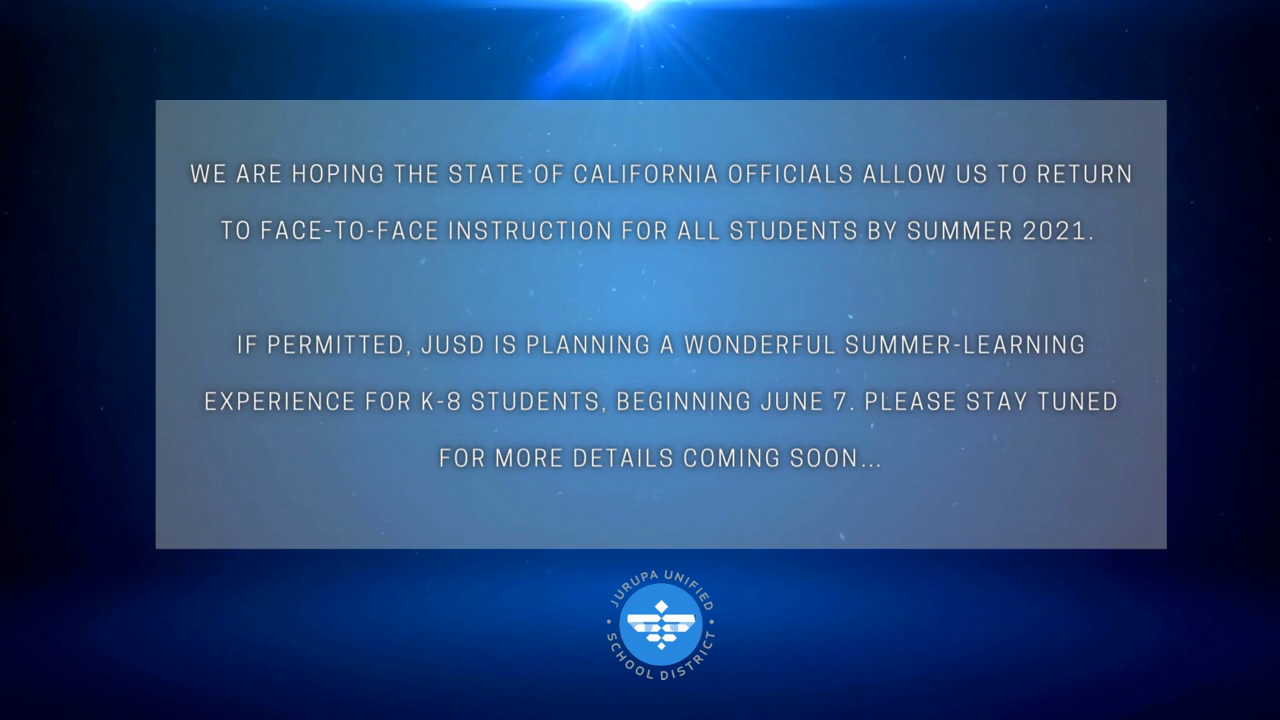 WE ARE HOPING THE STATE OF CALIFORNIA OFFICIALS ALLOW US TO RETURN
TO FACE-TO-FACE INSTRUCTION FOR ALL STUDENTS BY SUMMER 2021.
IF PERMITTED, JUSD IS PLANNING A WONDERFUL SUMMER-LEARNING
EXPERIENCE FOR K-8 STUDENTS, BEGINNING JUNE 7. PLEASE STAY TUNED
FOR MORE DETAILS COMING SOON...
JURUPA UNIFIED
SCHOOL DISTRICT